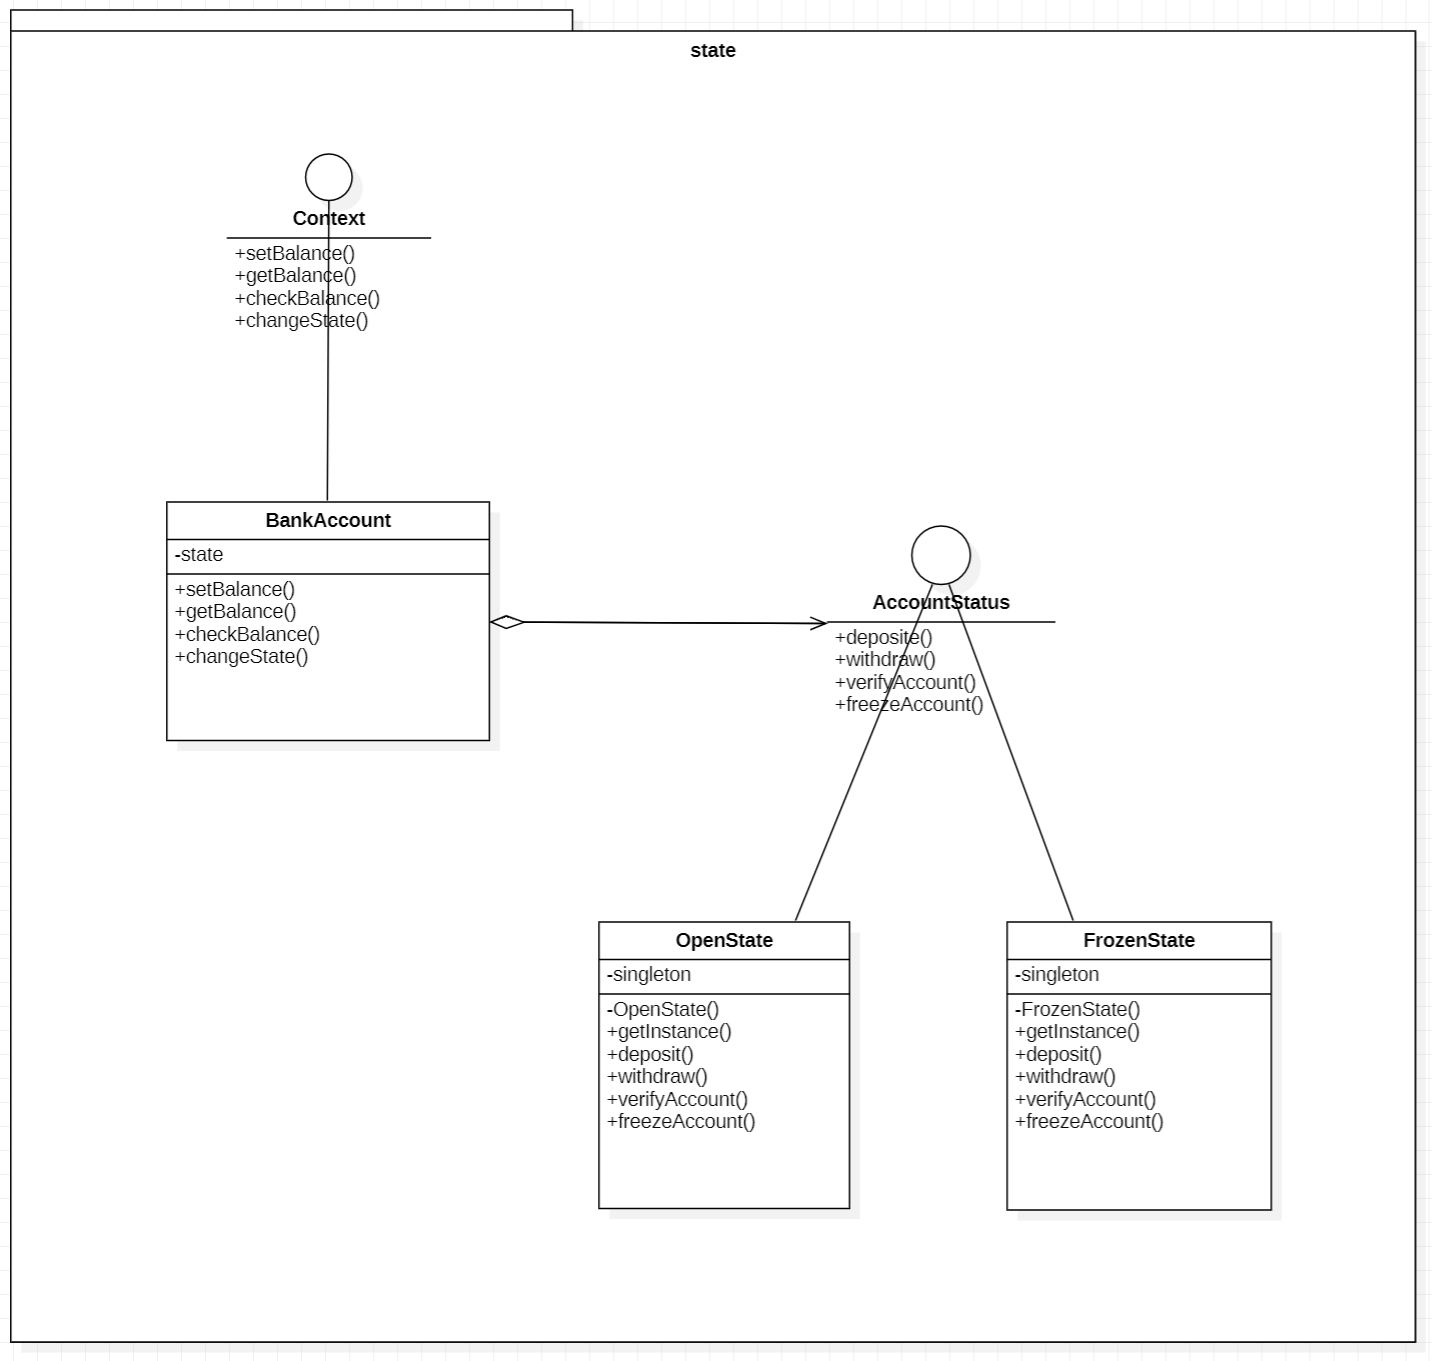 state
Context
+setBalance()
+getBalance()
+checkBalance()
+changeState()
BankAccount
-state
+setBalance()
+getBalance()
+checkBalance()
+changeState()
AccountStatus
+deposite()
+withdraw()
+verifyAccount()
+freezeAccount()
OpenState
-singleton
-OpenState()
+getInstance()
+deposit()
+withdraw()
+verifyAccount()
+freezeAccount()
FrozenState
-singleton
-FrozenState()
+getInstance()
+deposit()
+withdraw()
+verifyAccount()
+freezeAccount()